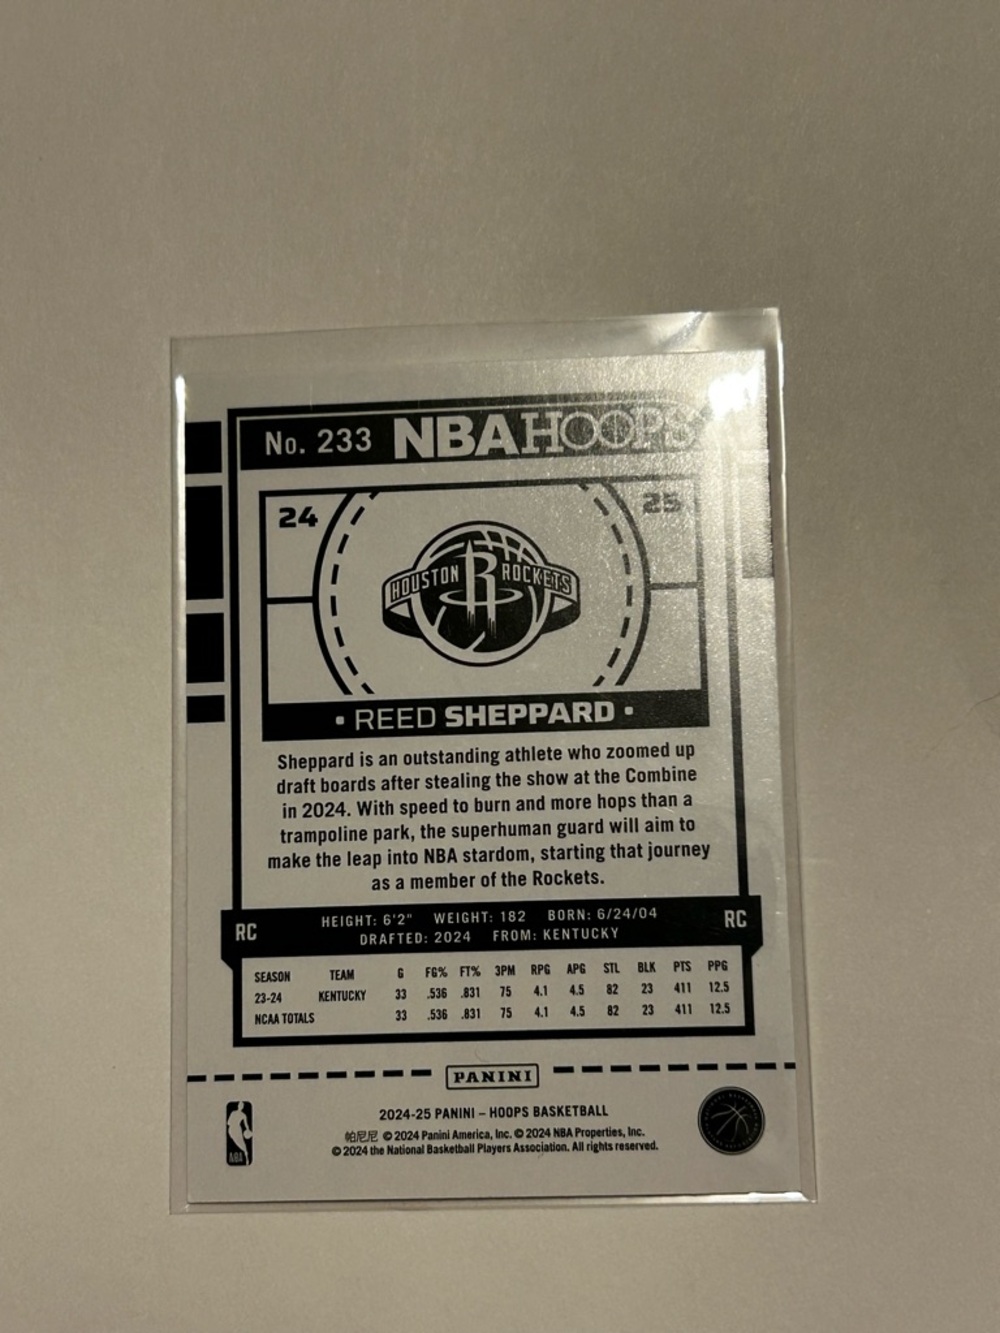 No. 233 NBA HOOPS
24 25
HOUSTON R ROCKETS
• REED SHEPPARD •
Sheppard is an outstanding athlete who zoomed up
draft boards after stealing the show at the Combine
in 2024. With speed to burn and more hops than a
trampoline park, the superhuman guard will aim to
make the leap into NBA stardom, starting that journey
as a member of the Rockets.
RC HEIGHT: 6'2" WEIGHT: 182 BORN: 6/24/04 RC
DRAFTED: 2024 FROM: KENTUCKY
SEASON TEAM G FG% FT% 3PM RPG APG STL BLK PTS PPG
23-24 KENTUCKY 33 .536 .831 75 4.1 4.5 82 23 411 12.5
NCAA TOTALS 33 .536 .831 75 4.1 4.5 82 23 411 12.5
PANINI
2024-25 PANINI – HOOPS BASKETBALL
帕尼尼 © 2024 Panini America, Inc. © 2024 NBA Properties, Inc.
© 2024 the National Basketball Players Association. All rights reserved.
NBA